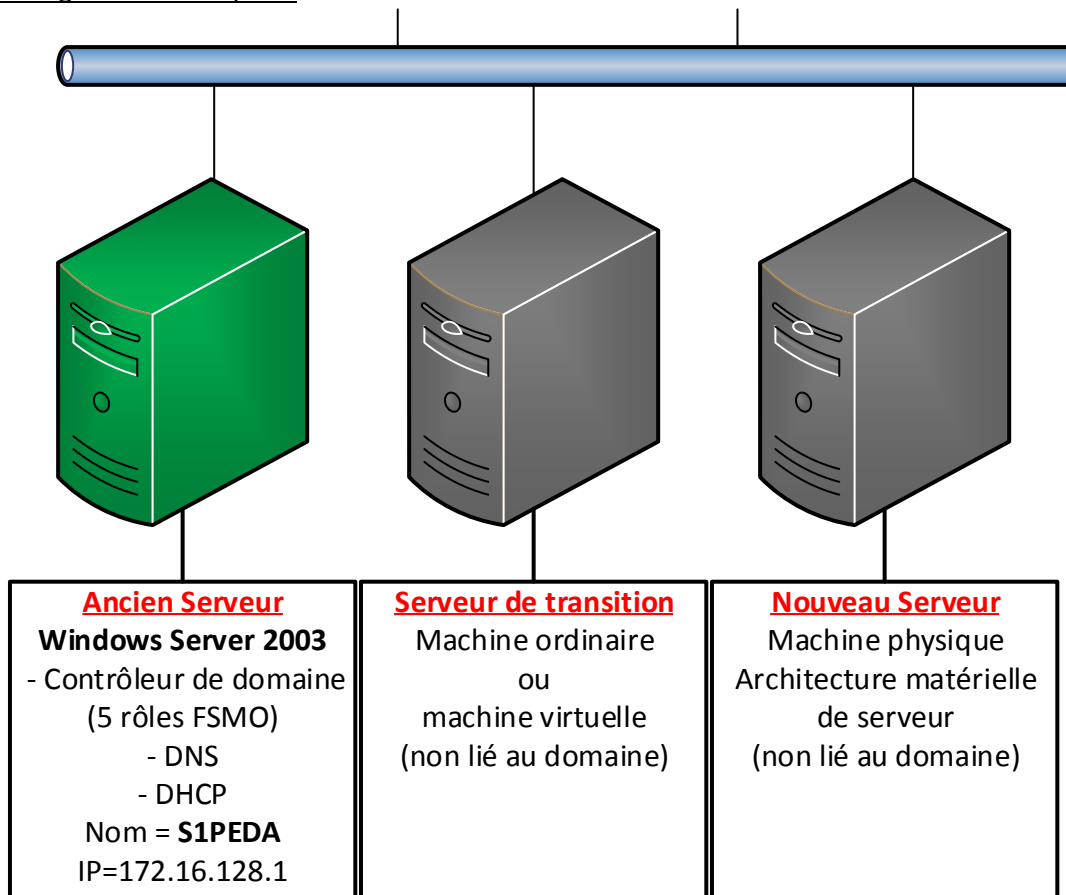 Ancien Serveur
Windows Server 2003
- Contrôleur de domaine
(5 rôles FSMO)
- DNS
- DHCP
Nom = S1PEDA
IP=172.16.128.1
Serveur de transition
Machine ordinaire
ou
machine virtuelle
(non lié au domaine)
Nouveau Serveur
Machine physique
Architecture matérielle
de serveur
(non lié au domaine)